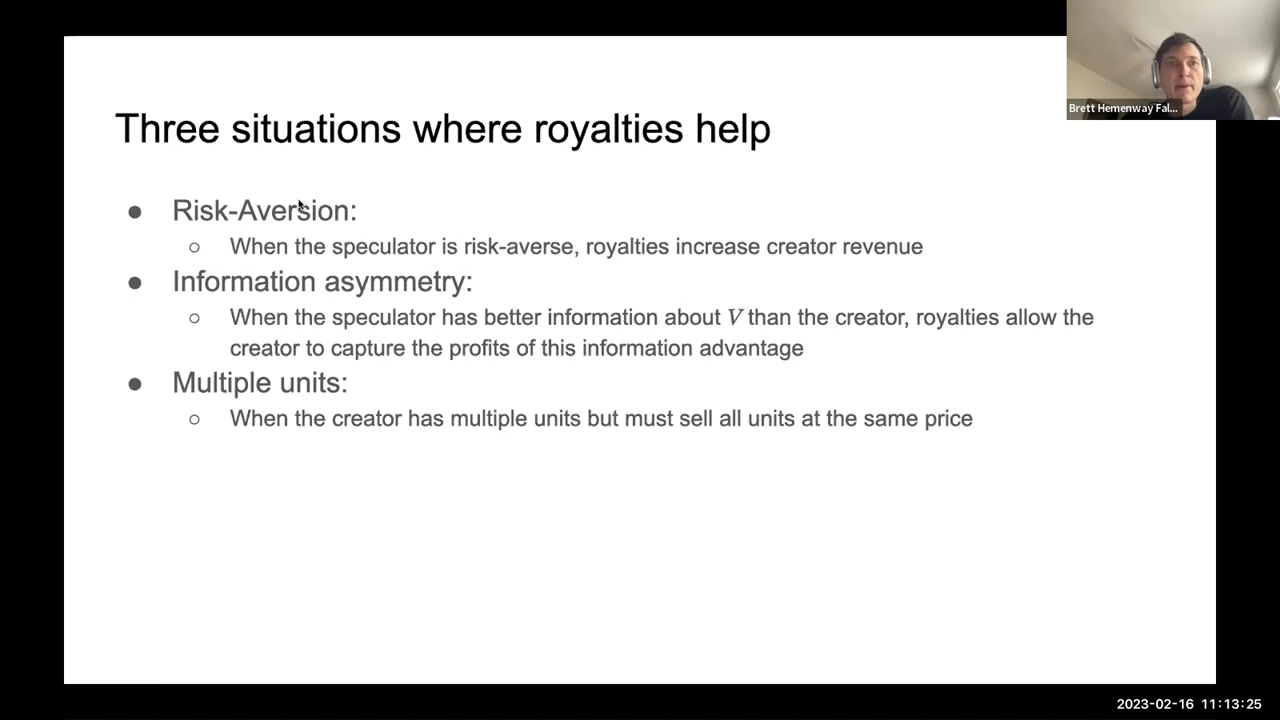 Brett Hemenway Fal...
Three situations where royalties help
● Risk-Aversion:
○ When the speculator is risk-averse, royalties increase creator revenue
● Information asymmetry:
○ When the speculator has better information about V than the creator, royalties allow the
creator to capture the profits of this information advantage
● Multiple units:
○ When the creator has multiple units but must sell all units at the same price
2023-02-16 11:13:25